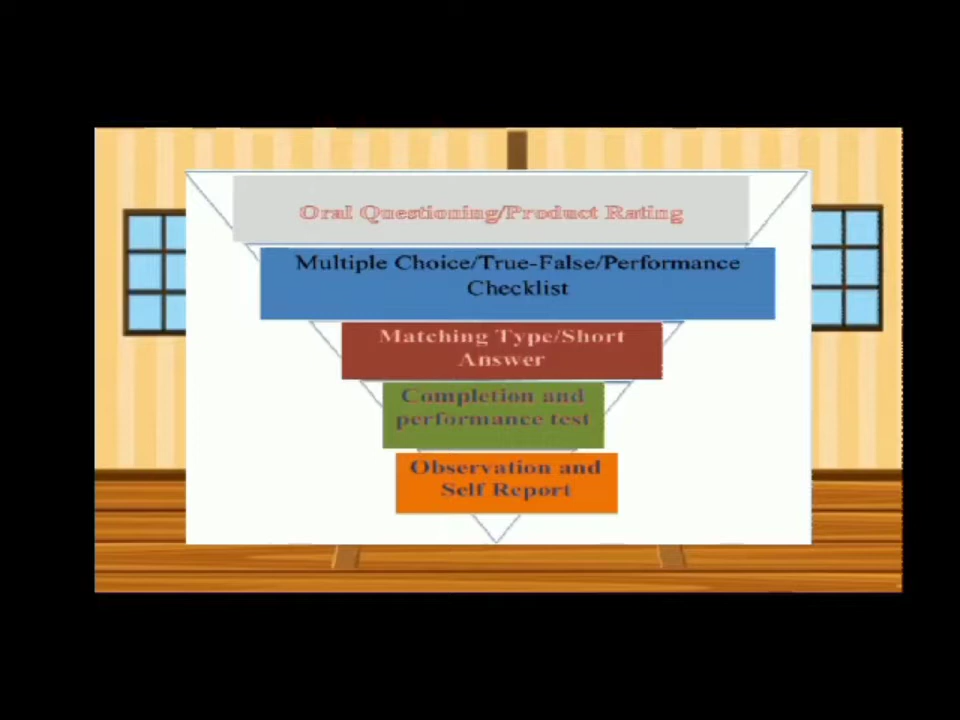 Oral Questioning/Product Rating
Multiple Choice/True-False/Performance
Checklist
Matching Type/Short
Answer
Completion and
performance test
Observation and
Self Report